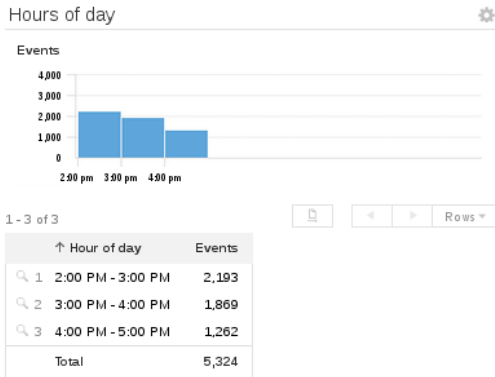 Hours of day
Events
4,000
3,000
2,000
1,000
0
2:00 pm 3:00 pm 4:00 pm
1 - 3 of 3
Rows
↑ Hour of day Events
1 2:00 PM - 3:00 PM 2,193
2 3:00 PM - 4:00 PM 1,869
3 4:00 PM - 5:00 PM 1,262
Total 5,324